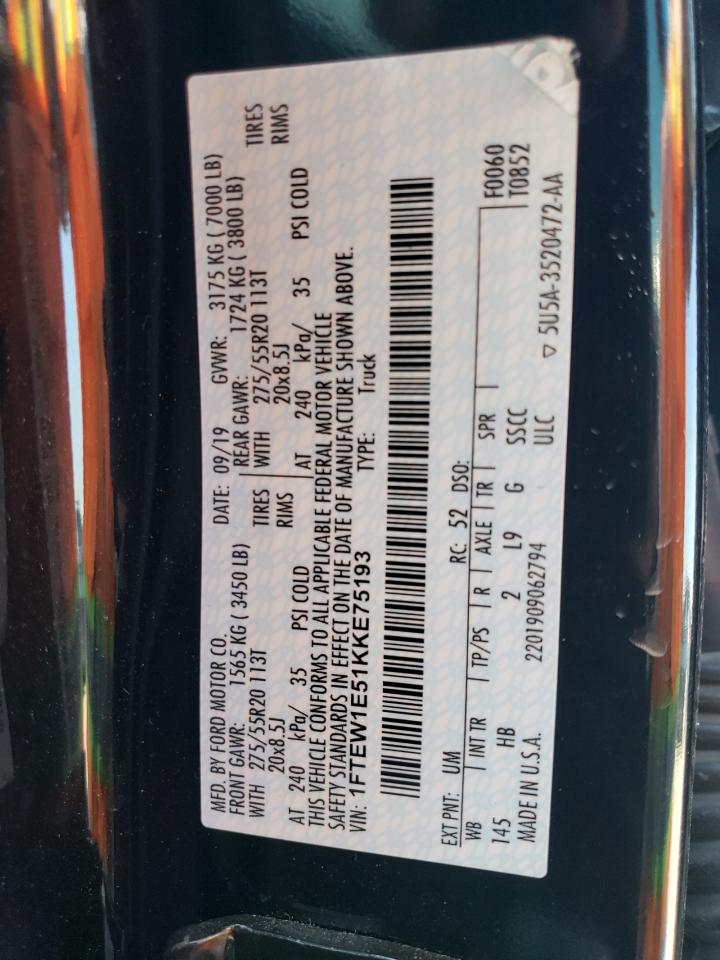 MFD. BY FORD MOTOR CO.
DATE: 09/19 GVWR: 3175 KG ( 7000 LB)
FRONT GAWR: 1565 KG ( 3450 LB) REAR GAWR: 1724 KG ( 3800 LB)
WITH 275/55R20 113T TIRES WITH 275/55R20 113T TIRES
20x8.5J RIMS 20x8.5J RIMS
AT 240 kPa/ 35 PSI COLD AT 240 kPa/ 35 PSI COLD
THIS VEHICLE CONFORMS TO ALL APPLICABLE FEDERAL MOTOR VEHICLE
SAFETY STANDARDS IN EFFECT ON THE DATE OF MANUFACTURE SHOWN ABOVE.
VIN: 1FTEW1E51KKE75193 TYPE: Truck
EXT PNT: UM RC: 52 DSO:
WB INT TR TP/PS R AXLE TR SPR F0060
145 HB 2 L9 G SSCC T0852
ULC
MADE IN U.S.A. 2201909062794 ▽ 5U5A-3520472-AA